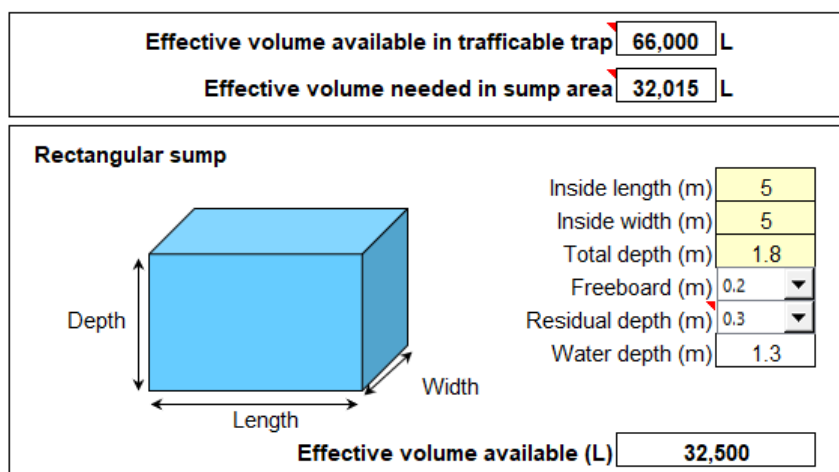 Effective volume available in trafficable trap 66,000 L
Effective volume needed in sump area 32,015 L
Rectangular sump
Inside length (m) 5
Inside width (m) 5
Total depth (m) 1.8
Freeboard (m) 0.2
Residual depth (m) 0.3
Water depth (m) 1.3
Depth
Width
Length
Effective volume available (L) 32,500